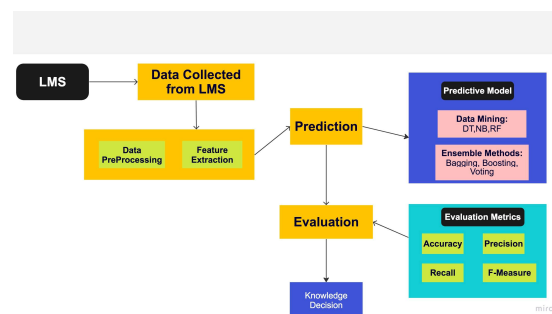 LMS
Data Collected
from LMS
Data
PreProcessing
Feature
Extraction
Prediction
Predictive Model
Data Mining:
DT,NB,RF
Ensemble Methods:
Bagging, Boosting,
Voting
Evaluation
Evaluation Metrics
Accuracy
Precision
Recall
F-Measure
Knowledge
Decision